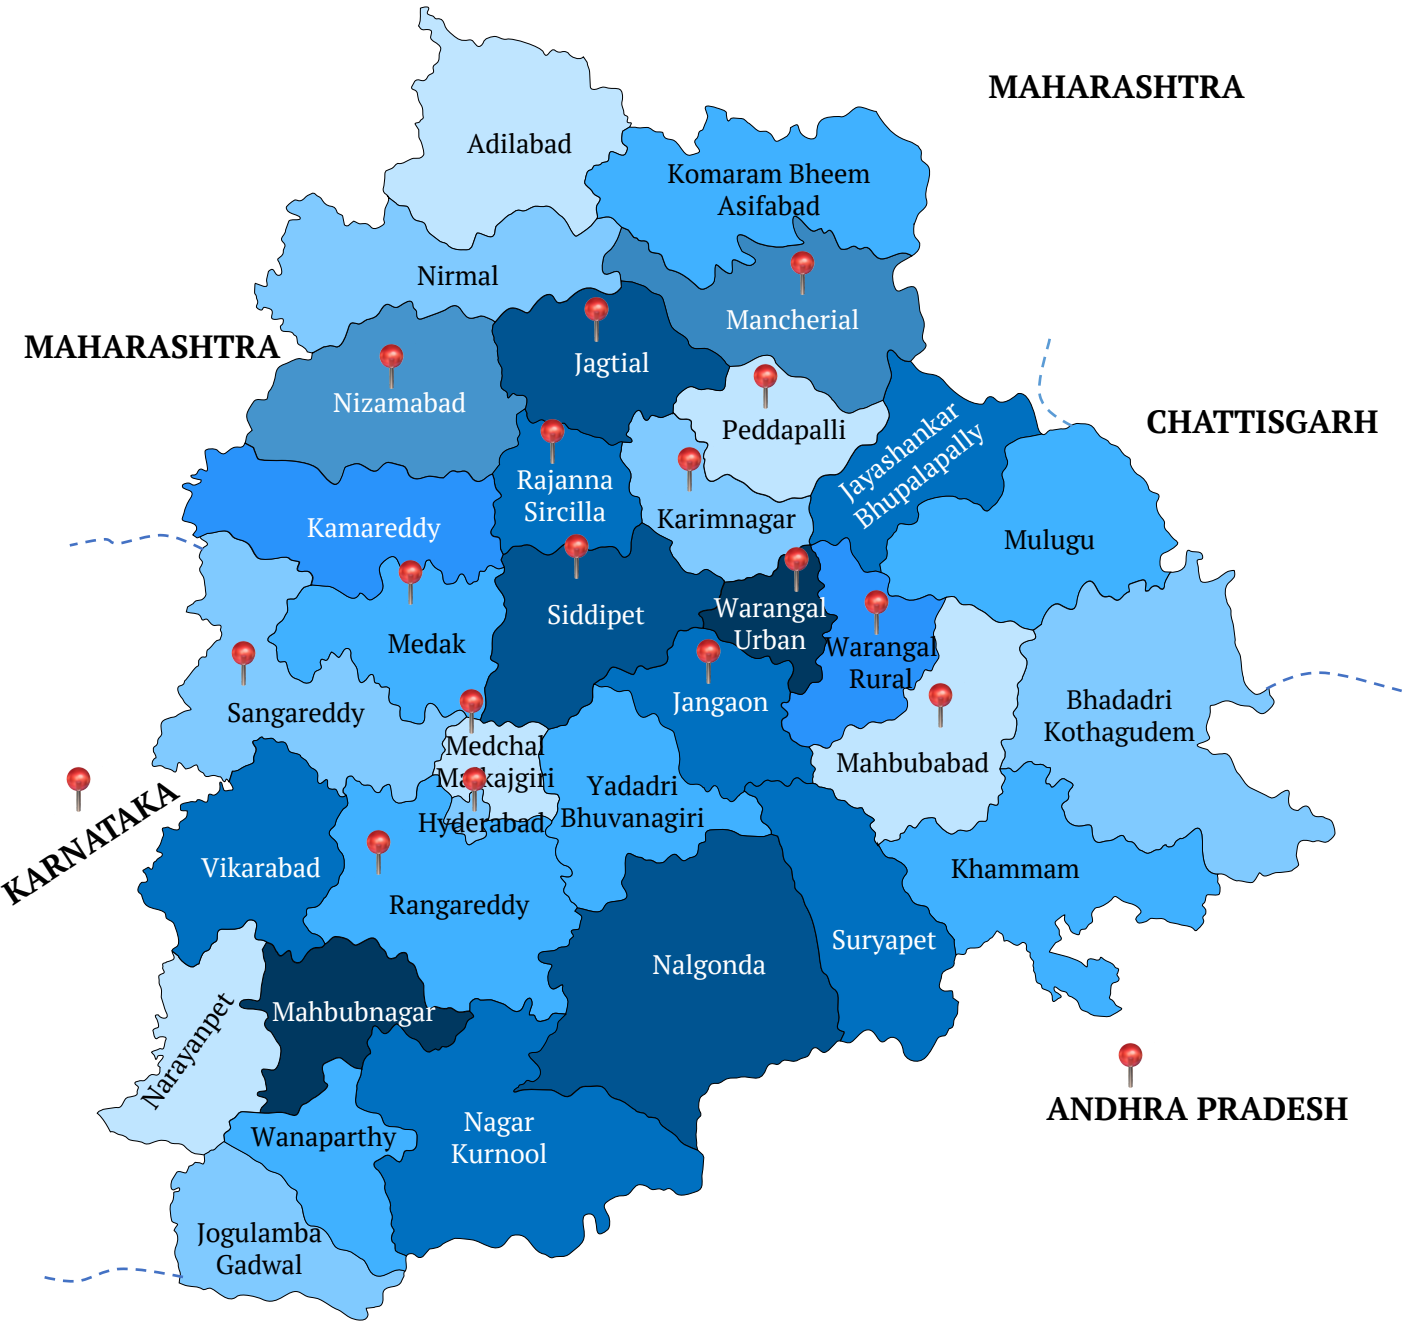 MAHARASHTRA
Adilabad
Komaram Bheem
Asifabad
Nirmal
Mancherial
MAHARASHTRA
Jagtial
Nizamabad
Peddapalli
CHATTISGARH
Jayashankar
Bhupalapally
Rajanna
Sircilla
Karimnagar
Kamareddy
Mulugu
Siddipet
Warangal
Urban
Medak
Warangal
Rural
Jangaon
Bhadadri
Kothagudem
Sangareddy
Medchal
Malkajgiri
Mahbubabad
Yadadri
Bhuvanagiri
KARNATAKA
Hyderabad
Vikarabad
Khammam
Rangareddy
Suryapet
Nalgonda
Mahbubnagar
Narayanpet
ANDHRA PRADESH
Nagar
Kurnool
Wanaparthy
Jogulamba
Gadwal